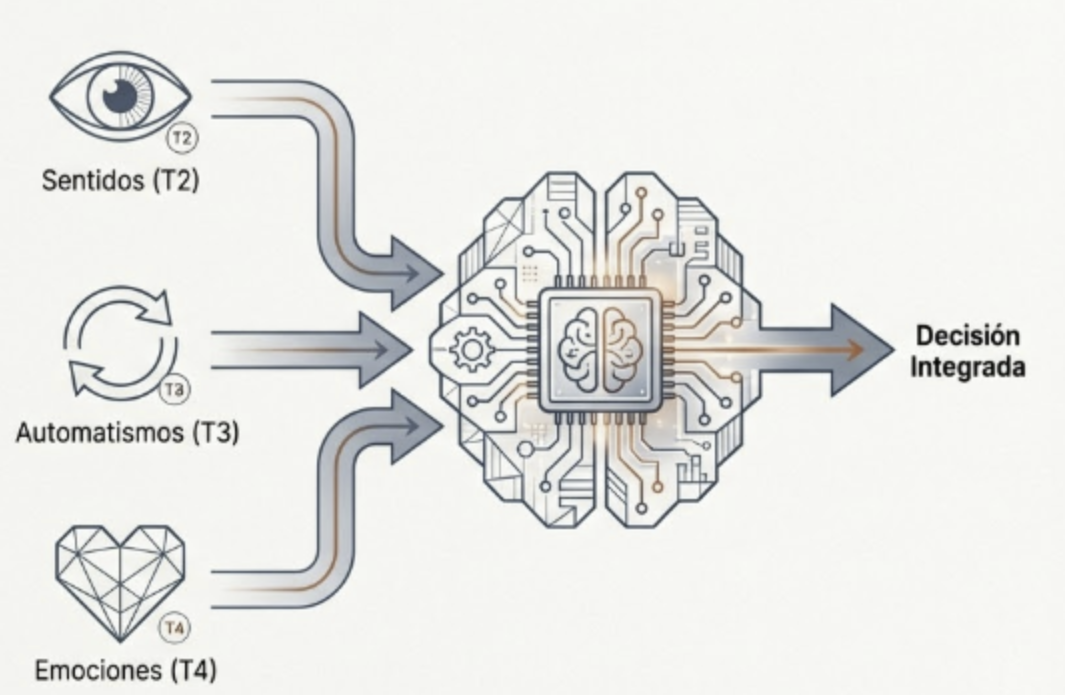 T2
Sentidos (T2)
T3
Automatismos (T3)
T4
Emociones (T4)
Decisión
Integrada